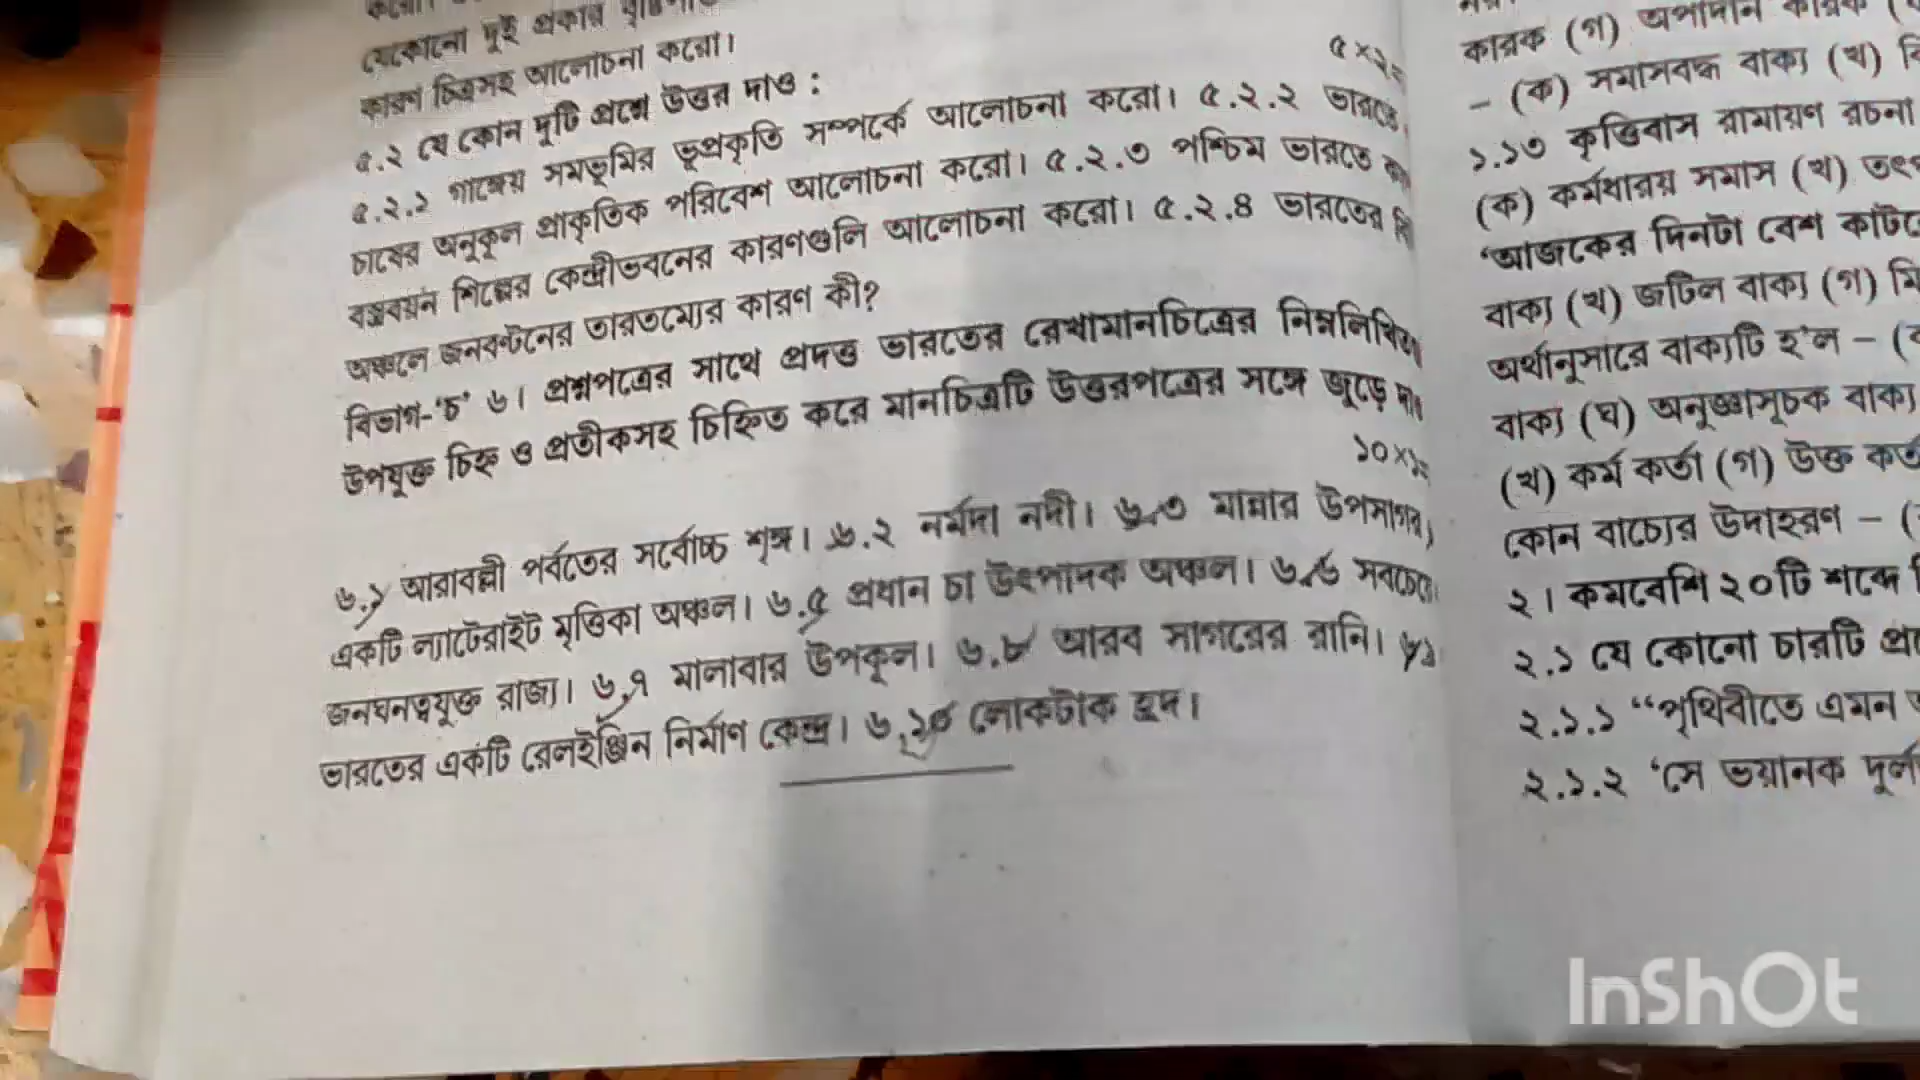 যেকোনো দুই প্রকার
কারণ চিত্রসহ আলোচনা করো।
৫.২ যে কোন দুটি প্রশ্নে উত্তর দাও :
৫×২=
৫.২.১ গাঙ্গেয় সমভূমির ভূপ্রকৃতি সম্পর্কে আলোচনা করো। ৫.২.২ ভারতে
চাষের অনুকূল প্রাকৃতিক পরিবেশ আলোচনা করো। ৫.২.৩ পশ্চিম ভারতে
বস্ত্রবয়ন শিল্পের কেন্দ্রীভবনের কারণগুলি আলোচনা করো। ৫.২.৪ ভারতের
অঞ্চলে জনবণ্টনের তারতম্যের কারণ কী?
বিভাগ-'চ' ৬। প্রশ্নপত্রের সাথে প্রদত্ত ভারতের রেখামানচিত্রের নিম্নলিখিত
উপযুক্ত চিহ্ন ও প্রতীকসহ চিহ্নিত করে মানচিত্রটি উত্তরপত্রের সঙ্গে জুড়ে
১০×১=
৬.১ আরাবল্লী পর্বতের সর্বোচ্চ শৃঙ্গ। ৬.২ নর্মদা নদী। ৬.৩ মান্নার উপসাগর,
একটি ল্যাটেরাইট মৃত্তিকা অঞ্চল। ৬.৫ প্রধান চা উৎপাদক অঞ্চল। ৬.৬ সবচেয়ে
জনঘনত্বযুক্ত রাজ্য। ৬.৭ মালাবার উপকূল। ৬.৮ আরব সাগরের রানি।
ভারতের একটি রেলইঞ্জিন নির্মাণ কেন্দ্র। ৬.১০ লোকটাক হ্রদ।
কারক (গ) অপাদান কারক
– (ক) সমাসবদ্ধ বাক্য (খ)
১.১৩ কৃত্তিবাস রামায়ণ রচনা
(ক) কর্মধারয় সমাস (খ)
'আজকের দিনটা বেশ
বাক্য (খ) জটিল বাক্য (গ)
অর্থানুসারে বাক্যটি হ'ল –
বাক্য (ঘ) অনুজ্ঞাসূচক বাক্য
(খ) কর্ম কর্তা (গ) উক্ত
কোন বাচ্যের উদাহরণ –
২। কমবেশি ২০টি শব্দে
২.১ যে কোনো চারটি
২.১.১ “পৃথিবীতে এমন
২.১.২ ‘সে ভয়ানক
InShOt